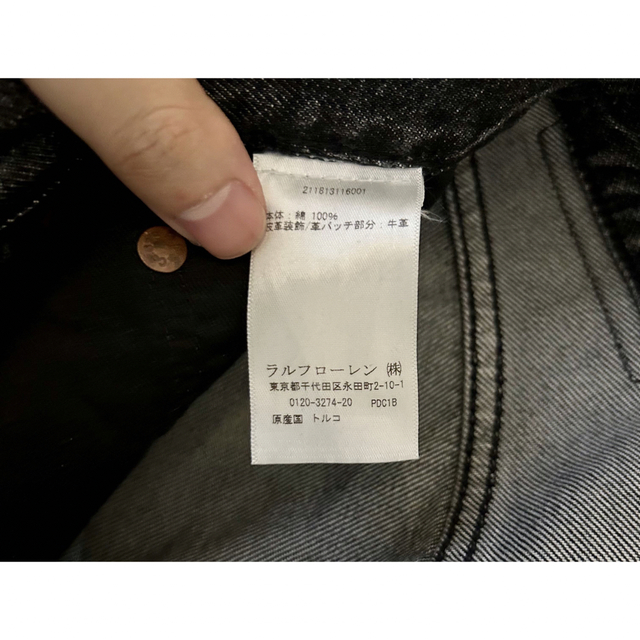 211813116001
本体：綿 100%
皮革装飾/革パッチ部分：牛革
ラルフローレン ㈱
東京都千代田区永田町2-10-1
0120-3274-20 PDC1B
原産国 トルコ